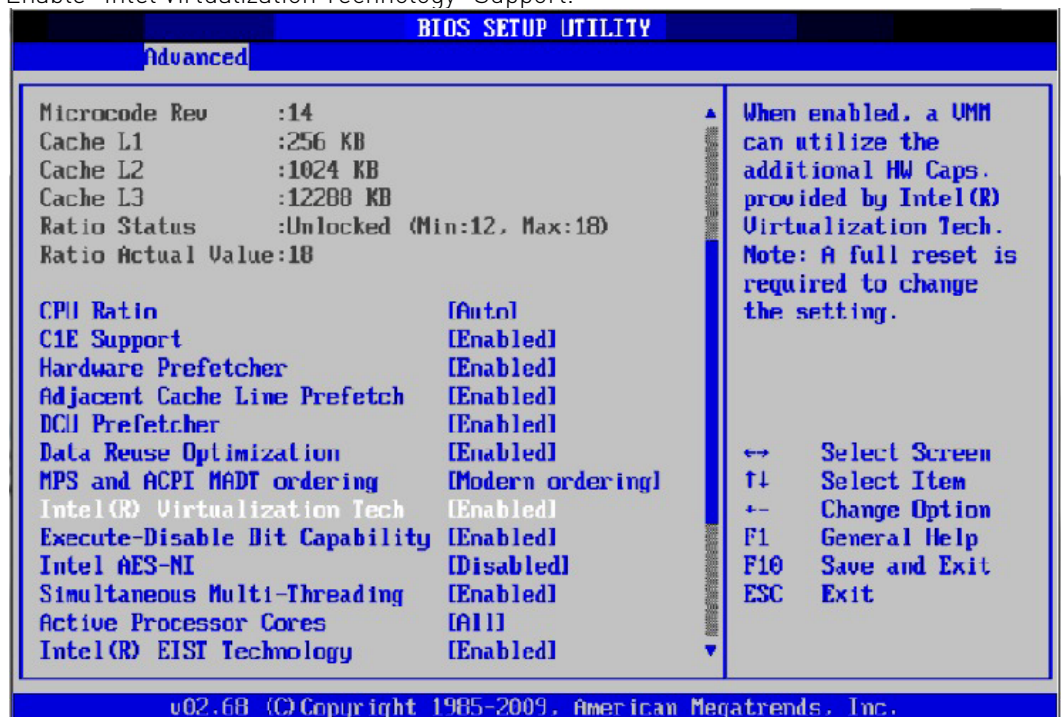 Enable "Intel Virtualization Technology" Support:
BIOS SETUP UTILITY
Advanced
Microcode Rev :14
Cache L1 :256 KB
Cache L2 :1024 KB
Cache L3 :12288 KB
Ratio Status :Unlocked (Min:12, Max:18)
Ratio Actual Value:18
CPU Ratio [Auto]
C1E Support [Enabled]
Hardware Prefetcher [Enabled]
Adjacent Cache Line Prefetch [Enabled]
DCU Prefetcher [Enabled]
Data Reuse Optimization [Enabled]
MPS and ACPI MADT ordering [Modern ordering]
Intel(R) Virtualization Tech [Enabled]
Execute-Disable Bit Capability [Enabled]
Intel AES-NI [Disabled]
Simultaneous Multi-Threading [Enabled]
Active Processor Cores [All]
Intel(R) EIST Technology [Enabled]
When enabled, a VMM
can utilize the
additional HW Caps.
provided by Intel(R)
Virtualization Tech.
Note: A full reset is
required to change
the setting.
↔ Select Screen
↑↓ Select Item
+- Change Option
F1 General Help
F10 Save and Exit
ESC Exit
v02.68 (C)Copyright 1985-2009, American Megatrends, Inc.